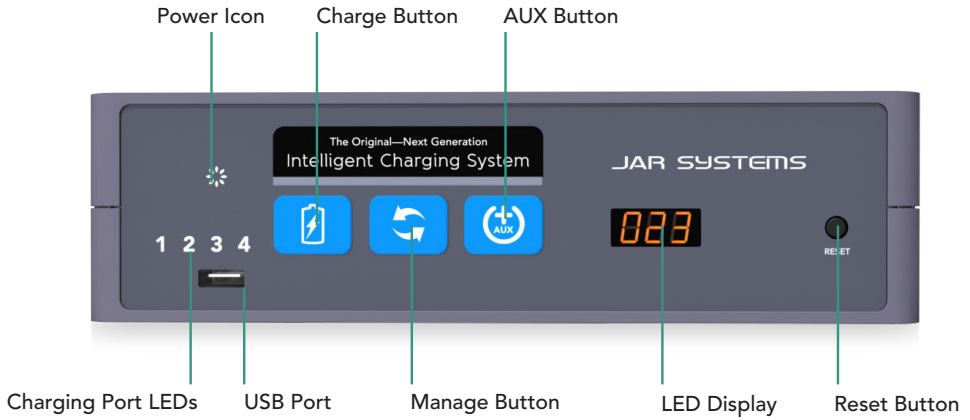 Power Icon
Charge Button
AUX Button
The Original—Next Generation
Intelligent Charging System
JAR SYSTEMS
AUX
023
1 2 3 4
RESET
Charging Port LEDs
USB Port
Manage Button
LED Display
Reset Button